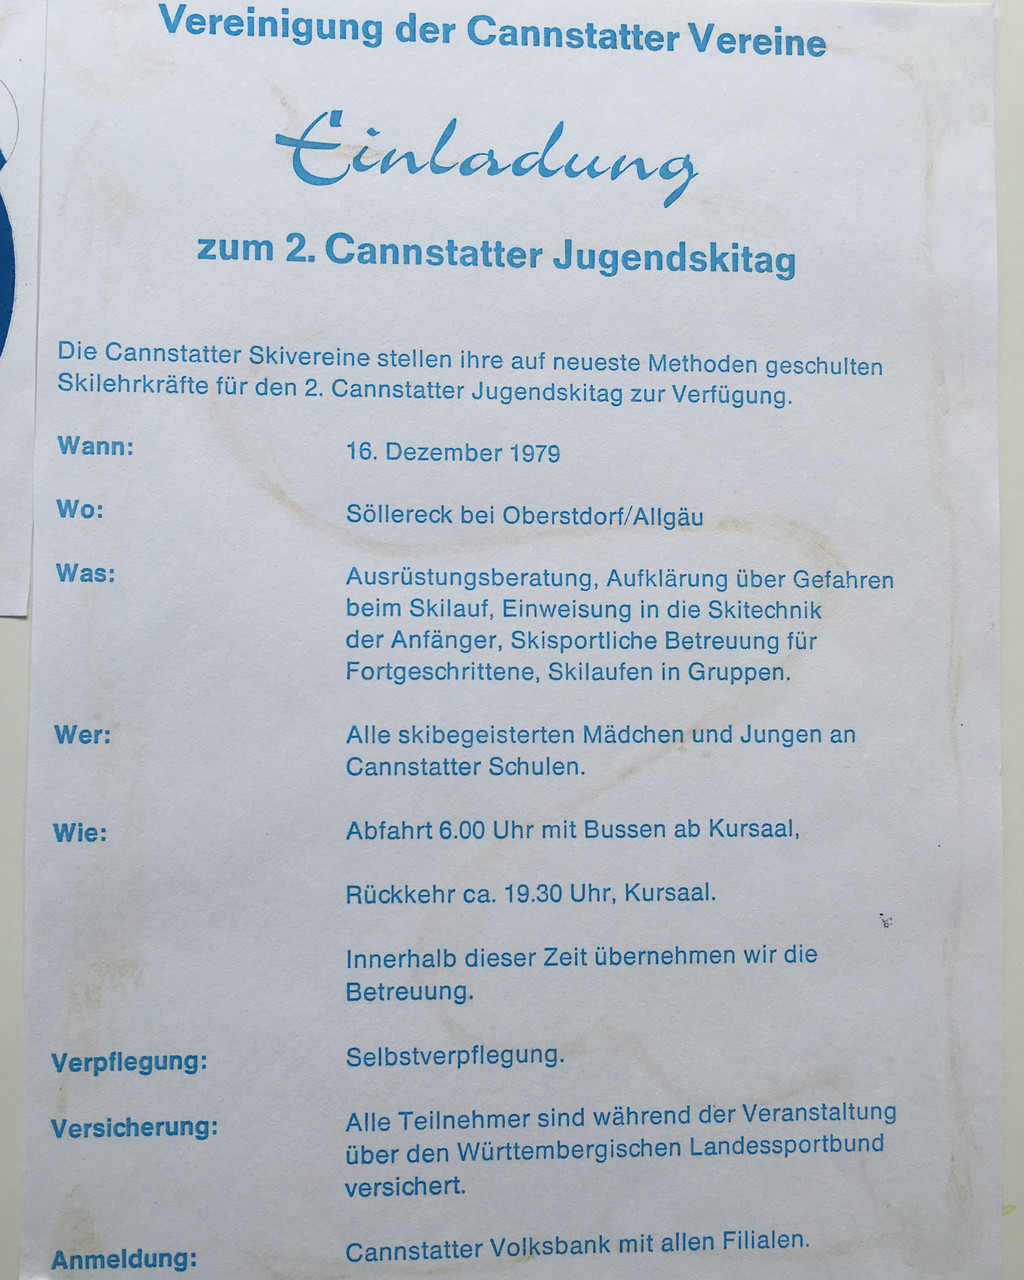 Vereinigung der Cannstatter Vereine
Einladung
zum 2. Cannstatter Jugendskitag
Die Cannstatter Skivereine stellen ihre auf neueste Methoden geschulten
Skilehrkräfte für den 2. Cannstatter Jugendskitag zur Verfügung.
Wann: 16. Dezember 1979
Wo: Söllereck bei Oberstdorf/Allgäu
Was: Ausrüstungsberatung, Aufklärung über Gefahren
beim Skilauf, Einweisung in die Skitechnik
der Anfänger, Skisportliche Betreuung für
Fortgeschrittene, Skilaufen in Gruppen.
Wer: Alle skibegeisterten Mädchen und Jungen an
Cannstatter Schulen.
Wie: Abfahrt 6.00 Uhr mit Bussen ab Kursaal,
Rückkehr ca. 19.30 Uhr, Kursaal.
Innerhalb dieser Zeit übernehmen wir die
Betreuung.
Verpflegung: Selbstverpflegung.
Versicherung: Alle Teilnehmer sind während der Veranstaltung
über den Württembergischen Landessportbund
versichert.
Anmeldung: Cannstatter Volksbank mit allen Filialen.